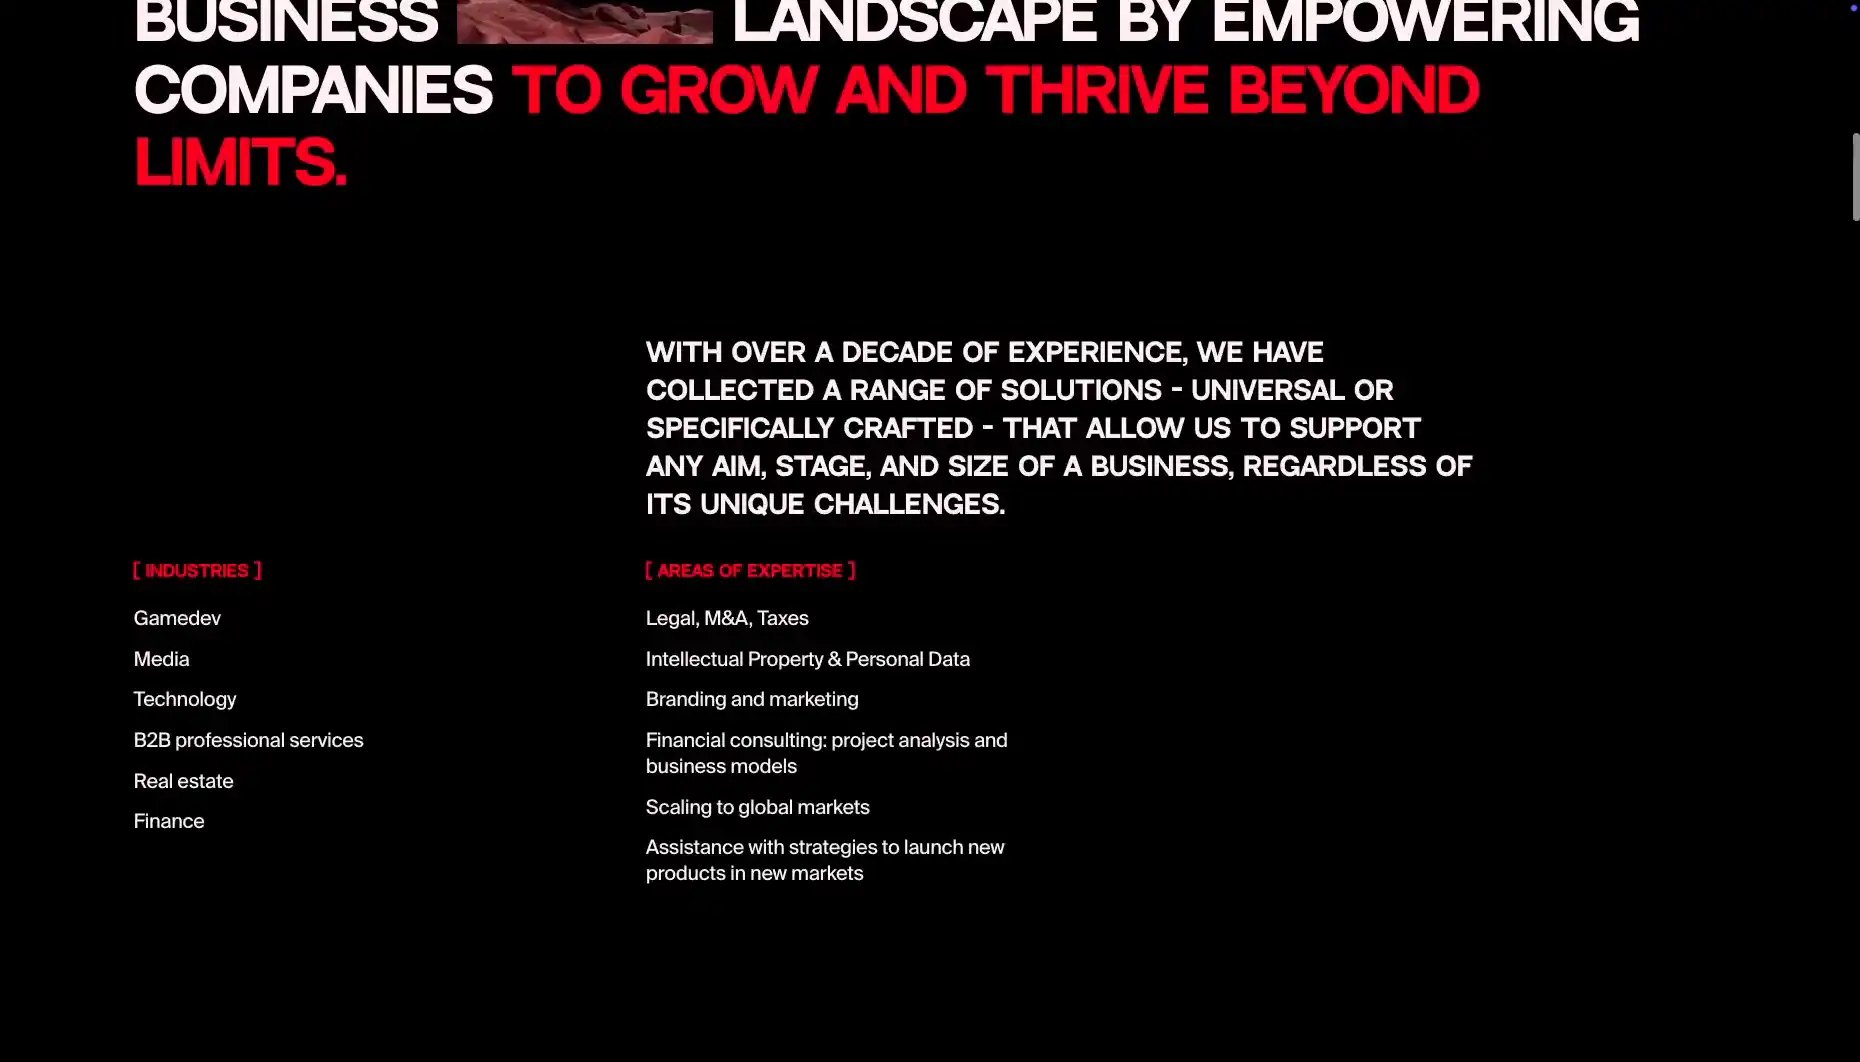 BUSINESS LANDSCAPE BY EMPOWERING
COMPANIES TO GROW AND THRIVE BEYOND
LIMITS.
WITH OVER A DECADE OF EXPERIENCE, WE HAVE
COLLECTED A RANGE OF SOLUTIONS - UNIVERSAL OR
SPECIFICALLY CRAFTED - THAT ALLOW US TO SUPPORT
ANY AIM, STAGE, AND SIZE OF A BUSINESS, REGARDLESS OF
ITS UNIQUE CHALLENGES.
[ INDUSTRIES ]
Gamedev
Media
Technology
B2B professional services
Real estate
Finance
[ AREAS OF EXPERTISE ]
Legal, M&A, Taxes
Intellectual Property & Personal Data
Branding and marketing
Financial consulting: project analysis and
business models
Scaling to global markets
Assistance with strategies to launch new
products in new markets